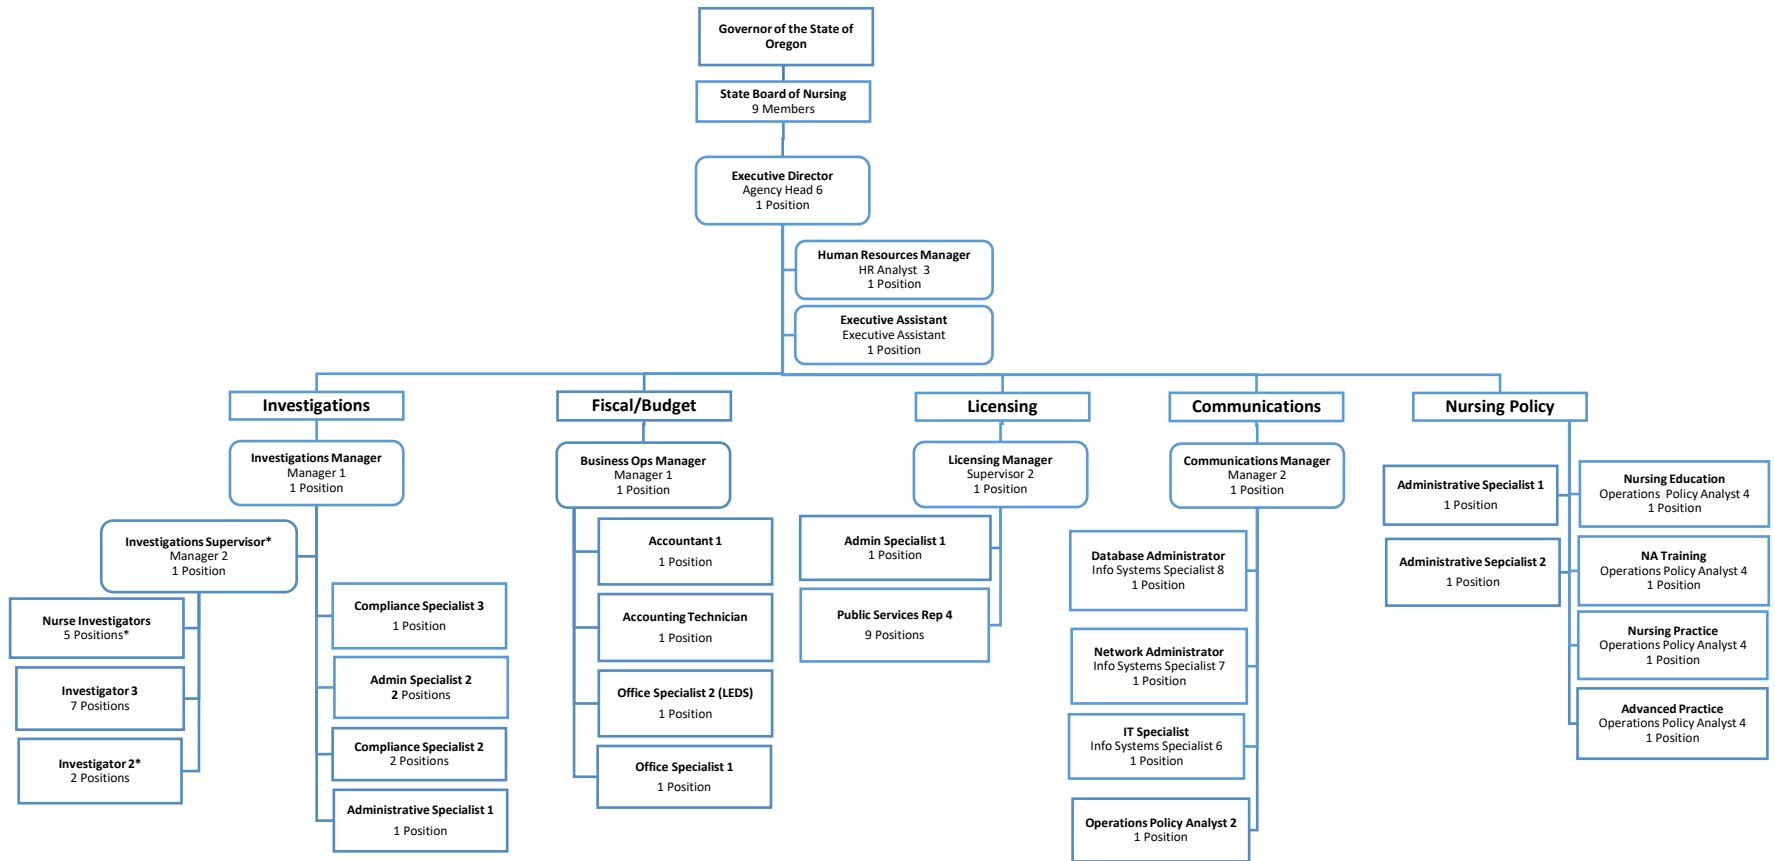 Governor of the State of
Oregon
State Board of Nursing
9 Members
Executive Director
Agency Head 6
1 Position
Human Resources Manager
HR Analyst 3
1 Position
Executive Assistant
Executive Assistant
1 Position
Investigations
Investigations Manager
Manager 1
1 Position
Investigations Supervisor*
Manager 2
1 Position
Nurse Investigators
5 Positions*
Investigator 3
7 Positions
Investigator 2*
2 Positions
Compliance Specialist 3
1 Position
Admin Specialist 2
2 Positions
Compliance Specialist 2
2 Positions
Administrative Specialist 1
1 Position
Fiscal/Budget
Business Ops Manager
Manager 1
1 Position
Accountant 1
1 Position
Accounting Technician
1 Position
Office Specialist 2 (LEDS)
1 Position
Office Specialist 1
1 Position
Licensing
Licensing Manager
Supervisor 2
1 Position
Admin Specialist 1
1 Position
Public Services Rep 4
9 Positions
Communications
Communications Manager
Manager 2
1 Position
Database Administrator
Info Systems Specialist 8
1 Position
Network Administrator
Info Systems Specialist 7
1 Position
IT Specialist
Info Systems Specialist 6
1 Position
Operations Policy Analyst 2
1 Position
Nursing Policy
Administrative Specialist 1
1 Position
Administrative Sepcialist 2
1 Position
Nursing Education
Operations Policy Analyst 4
1 Position
NA Training
Operations Policy Analyst 4
1 Position
Nursing Practice
Operations Policy Analyst 4
1 Position
Advanced Practice
Operations Policy Analyst 4
1 Position